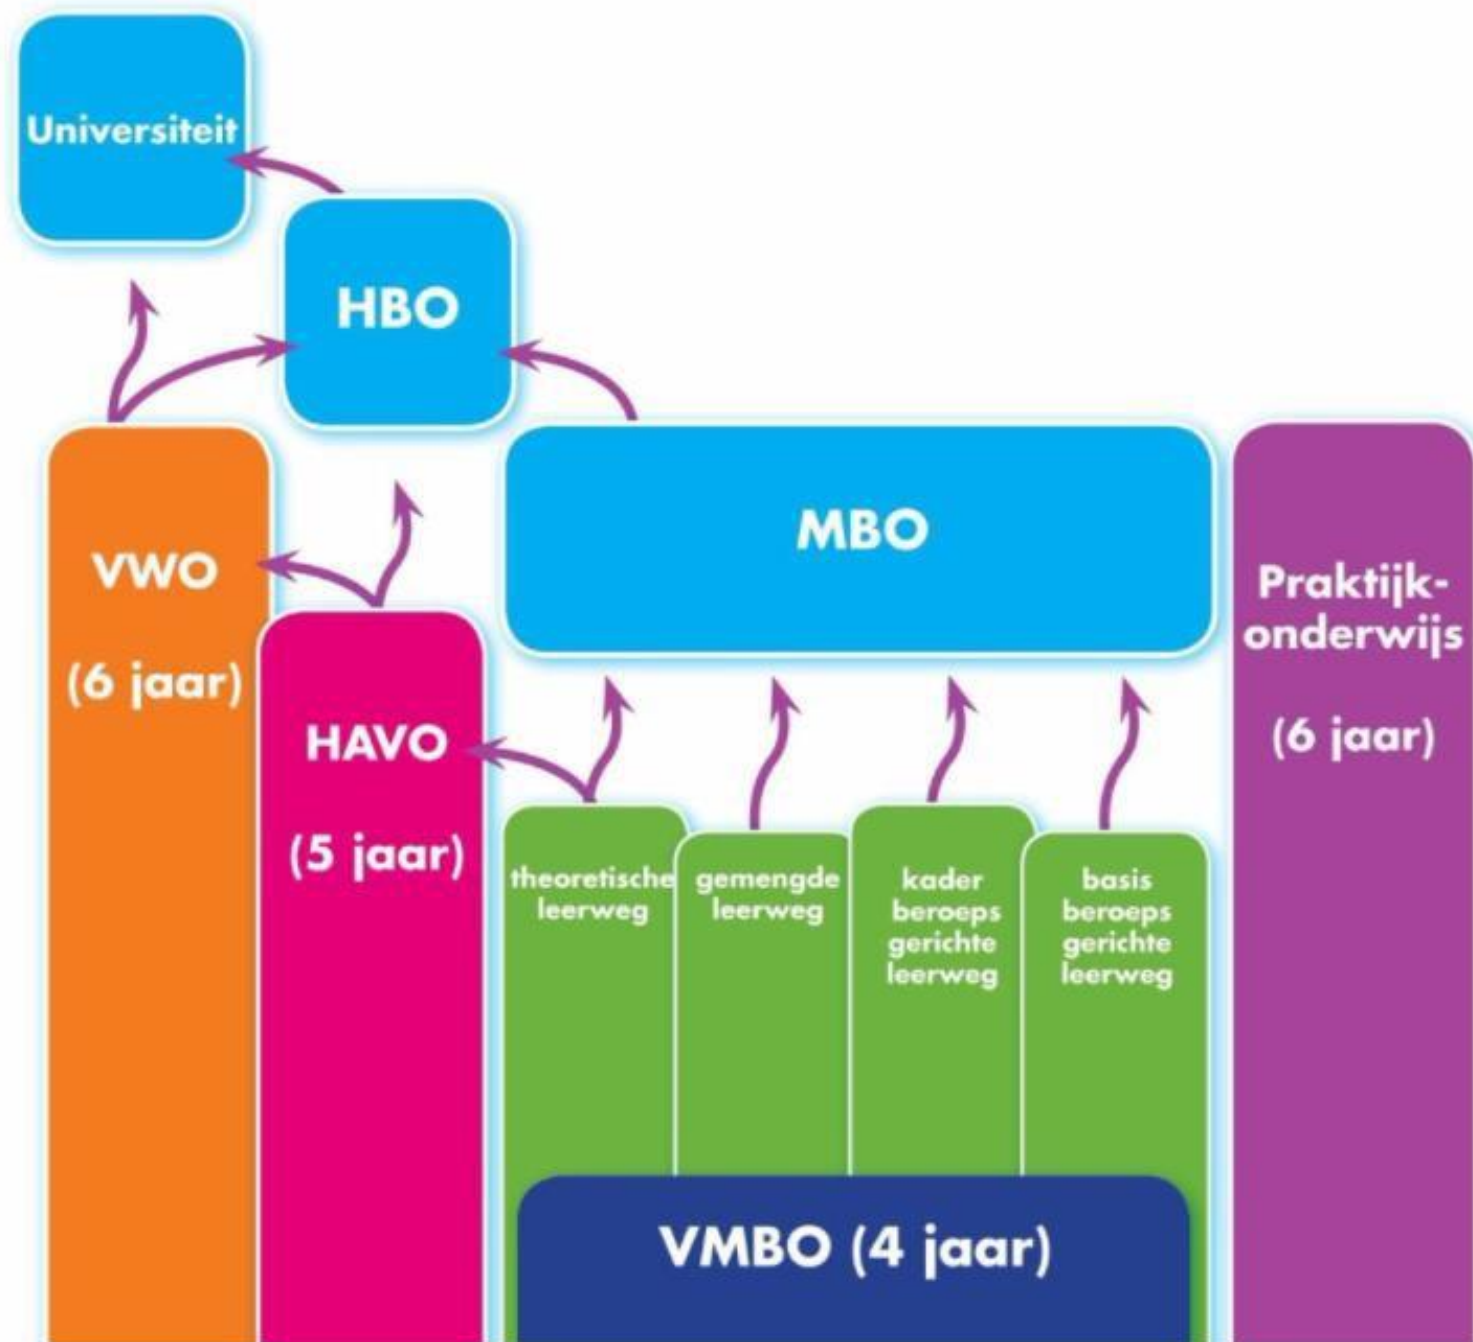 Universiteit
HBO
MBO
VWO
(6 jaar)
HAVO
(5 jaar)
Praktijk-
onderwijs
(6 jaar)
theoretische
leerweg
gemengde
leerweg
kader
beroeps
gerichte
leerweg
basis
beroeps
gerichte
leerweg
VMBO (4 jaar)